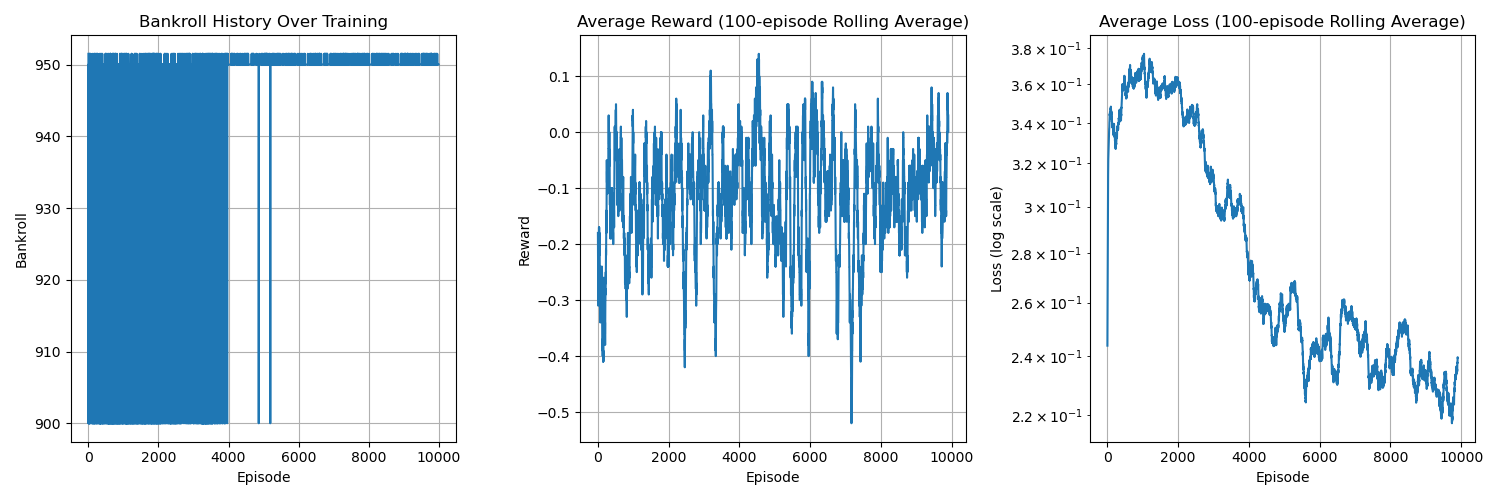 Bankroll History Over Training
Bankroll
950
940
930
920
910
900
0 2000 4000 6000 8000 10000
Episode
Average Reward (100-episode Rolling Average)
Reward
0.1
0.0
−0.1
−0.2
−0.3
−0.4
−0.5
0 2000 4000 6000 8000 10000
Episode
Average Loss (100-episode Rolling Average)
Loss (log scale)
3.8 × 10⁻¹
3.6 × 10⁻¹
3.4 × 10⁻¹
3.2 × 10⁻¹
3 × 10⁻¹
2.8 × 10⁻¹
2.6 × 10⁻¹
2.4 × 10⁻¹
2.2 × 10⁻¹
0 2000 4000 6000 8000 10000
Episode